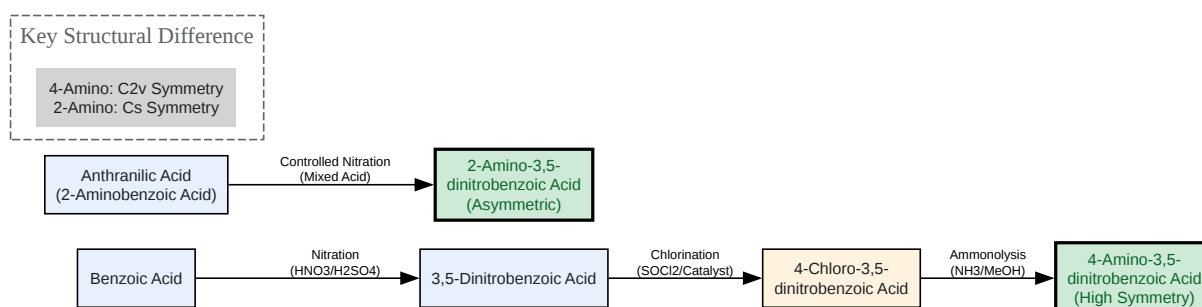 Key Structural Difference
4-Amino: C2v Symmetry
2-Amino: Cs Symmetry
Anthranilic Acid
(2-Aminobenzoic Acid)
Controlled Nitration
(Mixed Acid)
2-Amino-3,5-
dinitrobenzoic Acid
(Asymmetric)
Benzoic Acid
Nitration
(HNO3/H2SO4)
3,5-Dinitrobenzoic Acid
Chlorination
(SOCl2/Catalyst)
4-Chloro-3,5-
dinitrobenzoic Acid
Ammonolysis
(NH3/MeOH)
4-Amino-3,5-
dinitrobenzoic Acid
(High Symmetry)